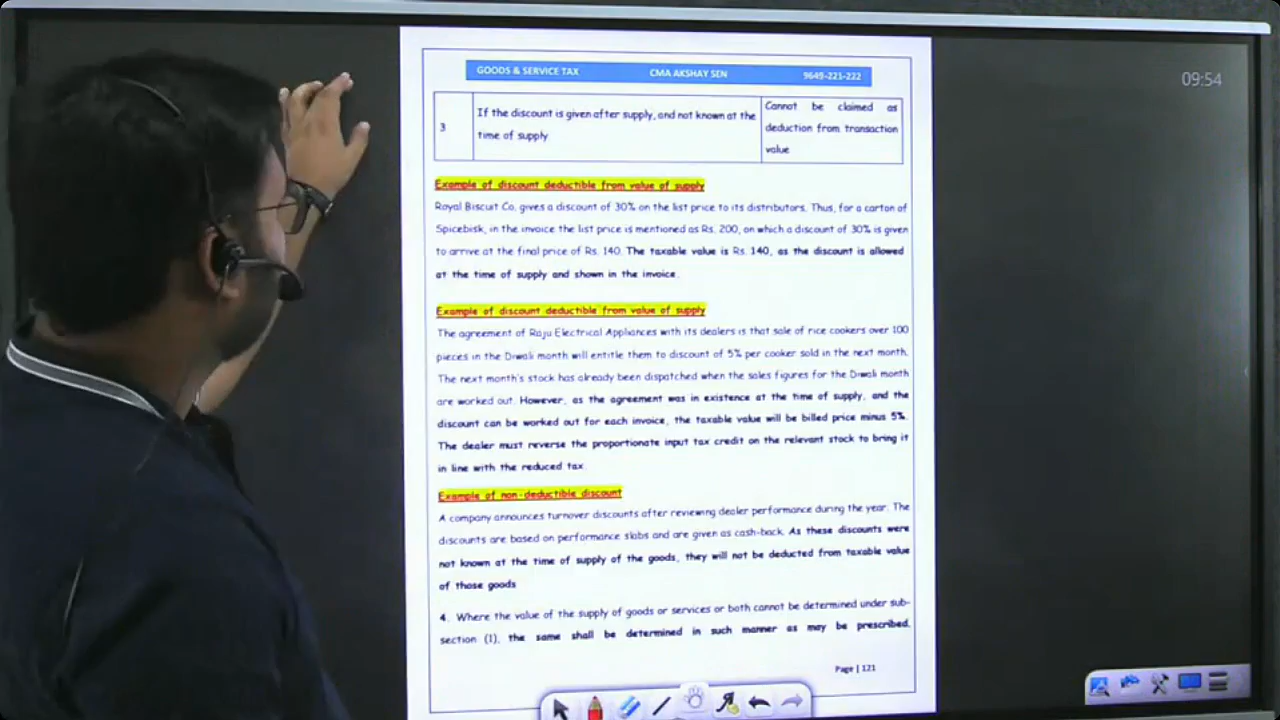 09:54
GOODS & SERVICE TAX CMA AKSHAY SEN 9649-221-222
3
If the discount is given after supply, and not known at the
time of supply
Cannot be claimed as
deduction from transaction
value
Example of discount deductible from value of supply
Royal Biscuit Co. gives a discount of 30% on the list price to its distributors. Thus, for a carton of
Spicebisk, in the invoice the list price is mentioned as Rs. 200, on which a discount of 30% is given
to arrive at the final price of Rs. 140. The taxable value is Rs. 140, as the discount is allowed
at the time of supply and shown in the invoice.
Example of discount deductible from value of supply
The agreement of Raju Electrical Appliances with its dealers is that sale of rice cookers over 100
pieces in the Diwali month will entitle them to discount of 5% per cooker sold in the next month.
The next month's stock has already been dispatched when the sales figures for the Diwali month
are worked out. However, as the agreement was in existence at the time of supply, and the
discount can be worked out for each invoice, the taxable value will be billed price minus 5%.
The dealer must reverse the proportionate input tax credit on the relevant stock to bring it
in line with the reduced tax.
Example of non-deductible discount
A company announces turnover discounts after reviewing dealer performance during the year. The
discounts are based on performance slabs and are given as cash-back. As these discounts were
not known at the time of supply of the goods, they will not be deducted from taxable value
of those goods
4. Where the value of the supply of goods or services or both cannot be determined under sub-
section (1), the same shall be determined in such manner as may be prescribed.
Page | 121